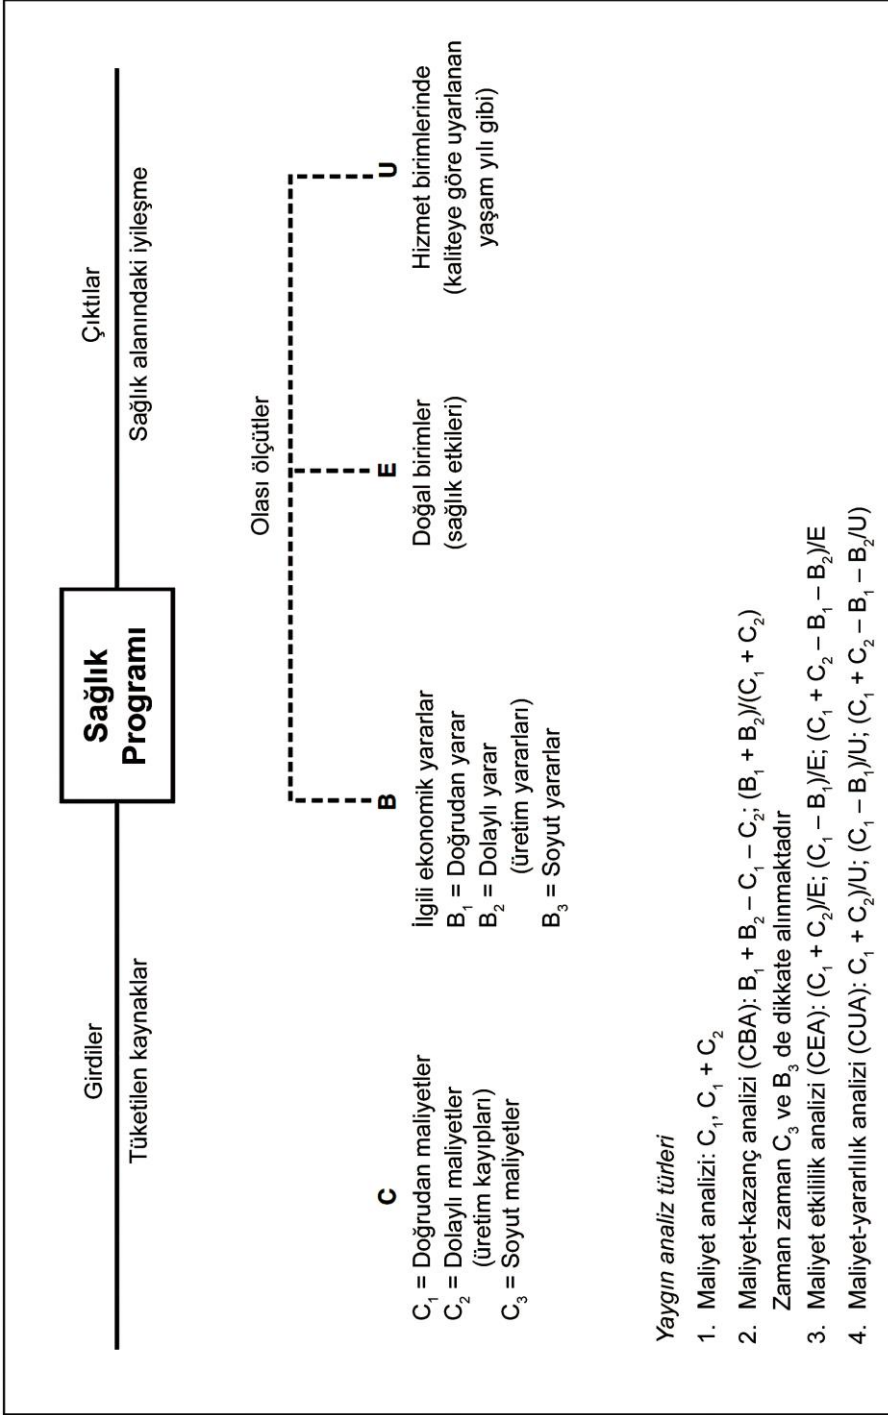 Girdiler
Sağlık
Programı
Çıktılar
Tüketilen kaynaklar
Sağlık alanındaki iyileşme
Olası ölçütler
C
C₁ = Doğrudan maliyetler
C₂ = Dolaylı maliyetler
(üretim kayıpları)
C₃ = Soyut maliyetler
B
İlgili ekonomik yararlar
B₁ = Doğrudan yarar
B₂ = Dolaylı yarar
(üretim yararları)
B₃ = Soyut yararlar
E
Doğal birimler
(sağlık etkileri)
U
Hizmet birimlerinde
(kaliteye göre uyarlanan
yaşam yılı gibi)
Yaygın analiz türleri
1. Maliyet analizi: C₁, C₁ + C₂
2. Maliyet-kazanç analizi (CBA): B₁ + B₂ – C₁ – C₂; (B₁ + B₂)/(C₁ + C₂)
Zaman zaman C₃ ve B₃ de dikkate alınmaktadır
3. Maliyet etkililik analizi (CEA): (C₁ + C₂)/E; (C₁ – B₁)/E; (C₁ + C₂ – B₁ – B₂)/E
4. Maliyet-yararlılık analizi (CUA): C₁ + C₂)/U; (C₁ – B₁)/U; (C₁ + C₂ – B₁ – B₂/U)